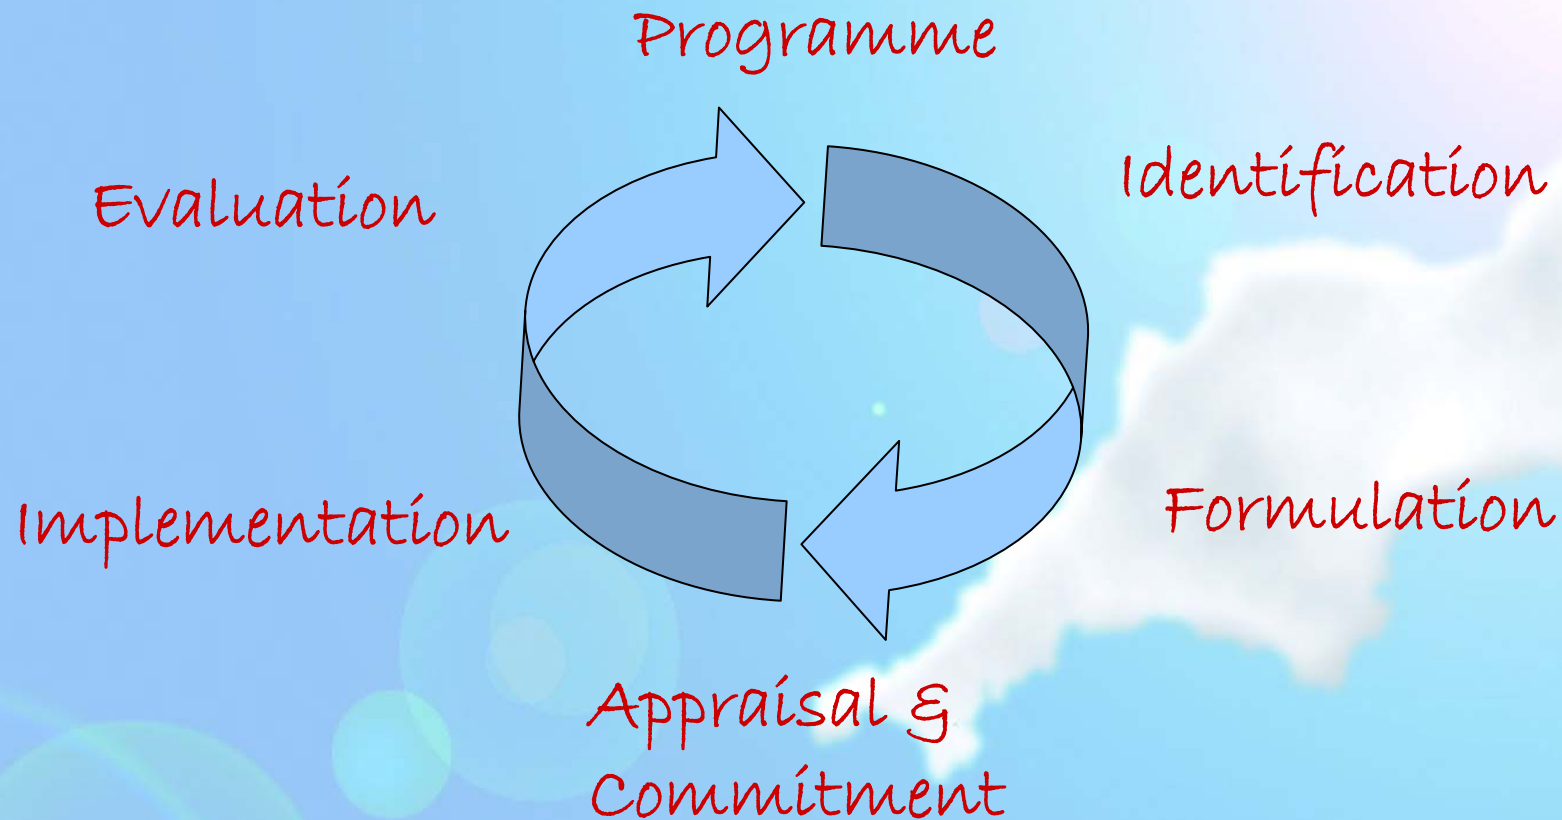 Programme
Identification
Formulation
Appraisal &
Commitment
Implementation
Evaluation